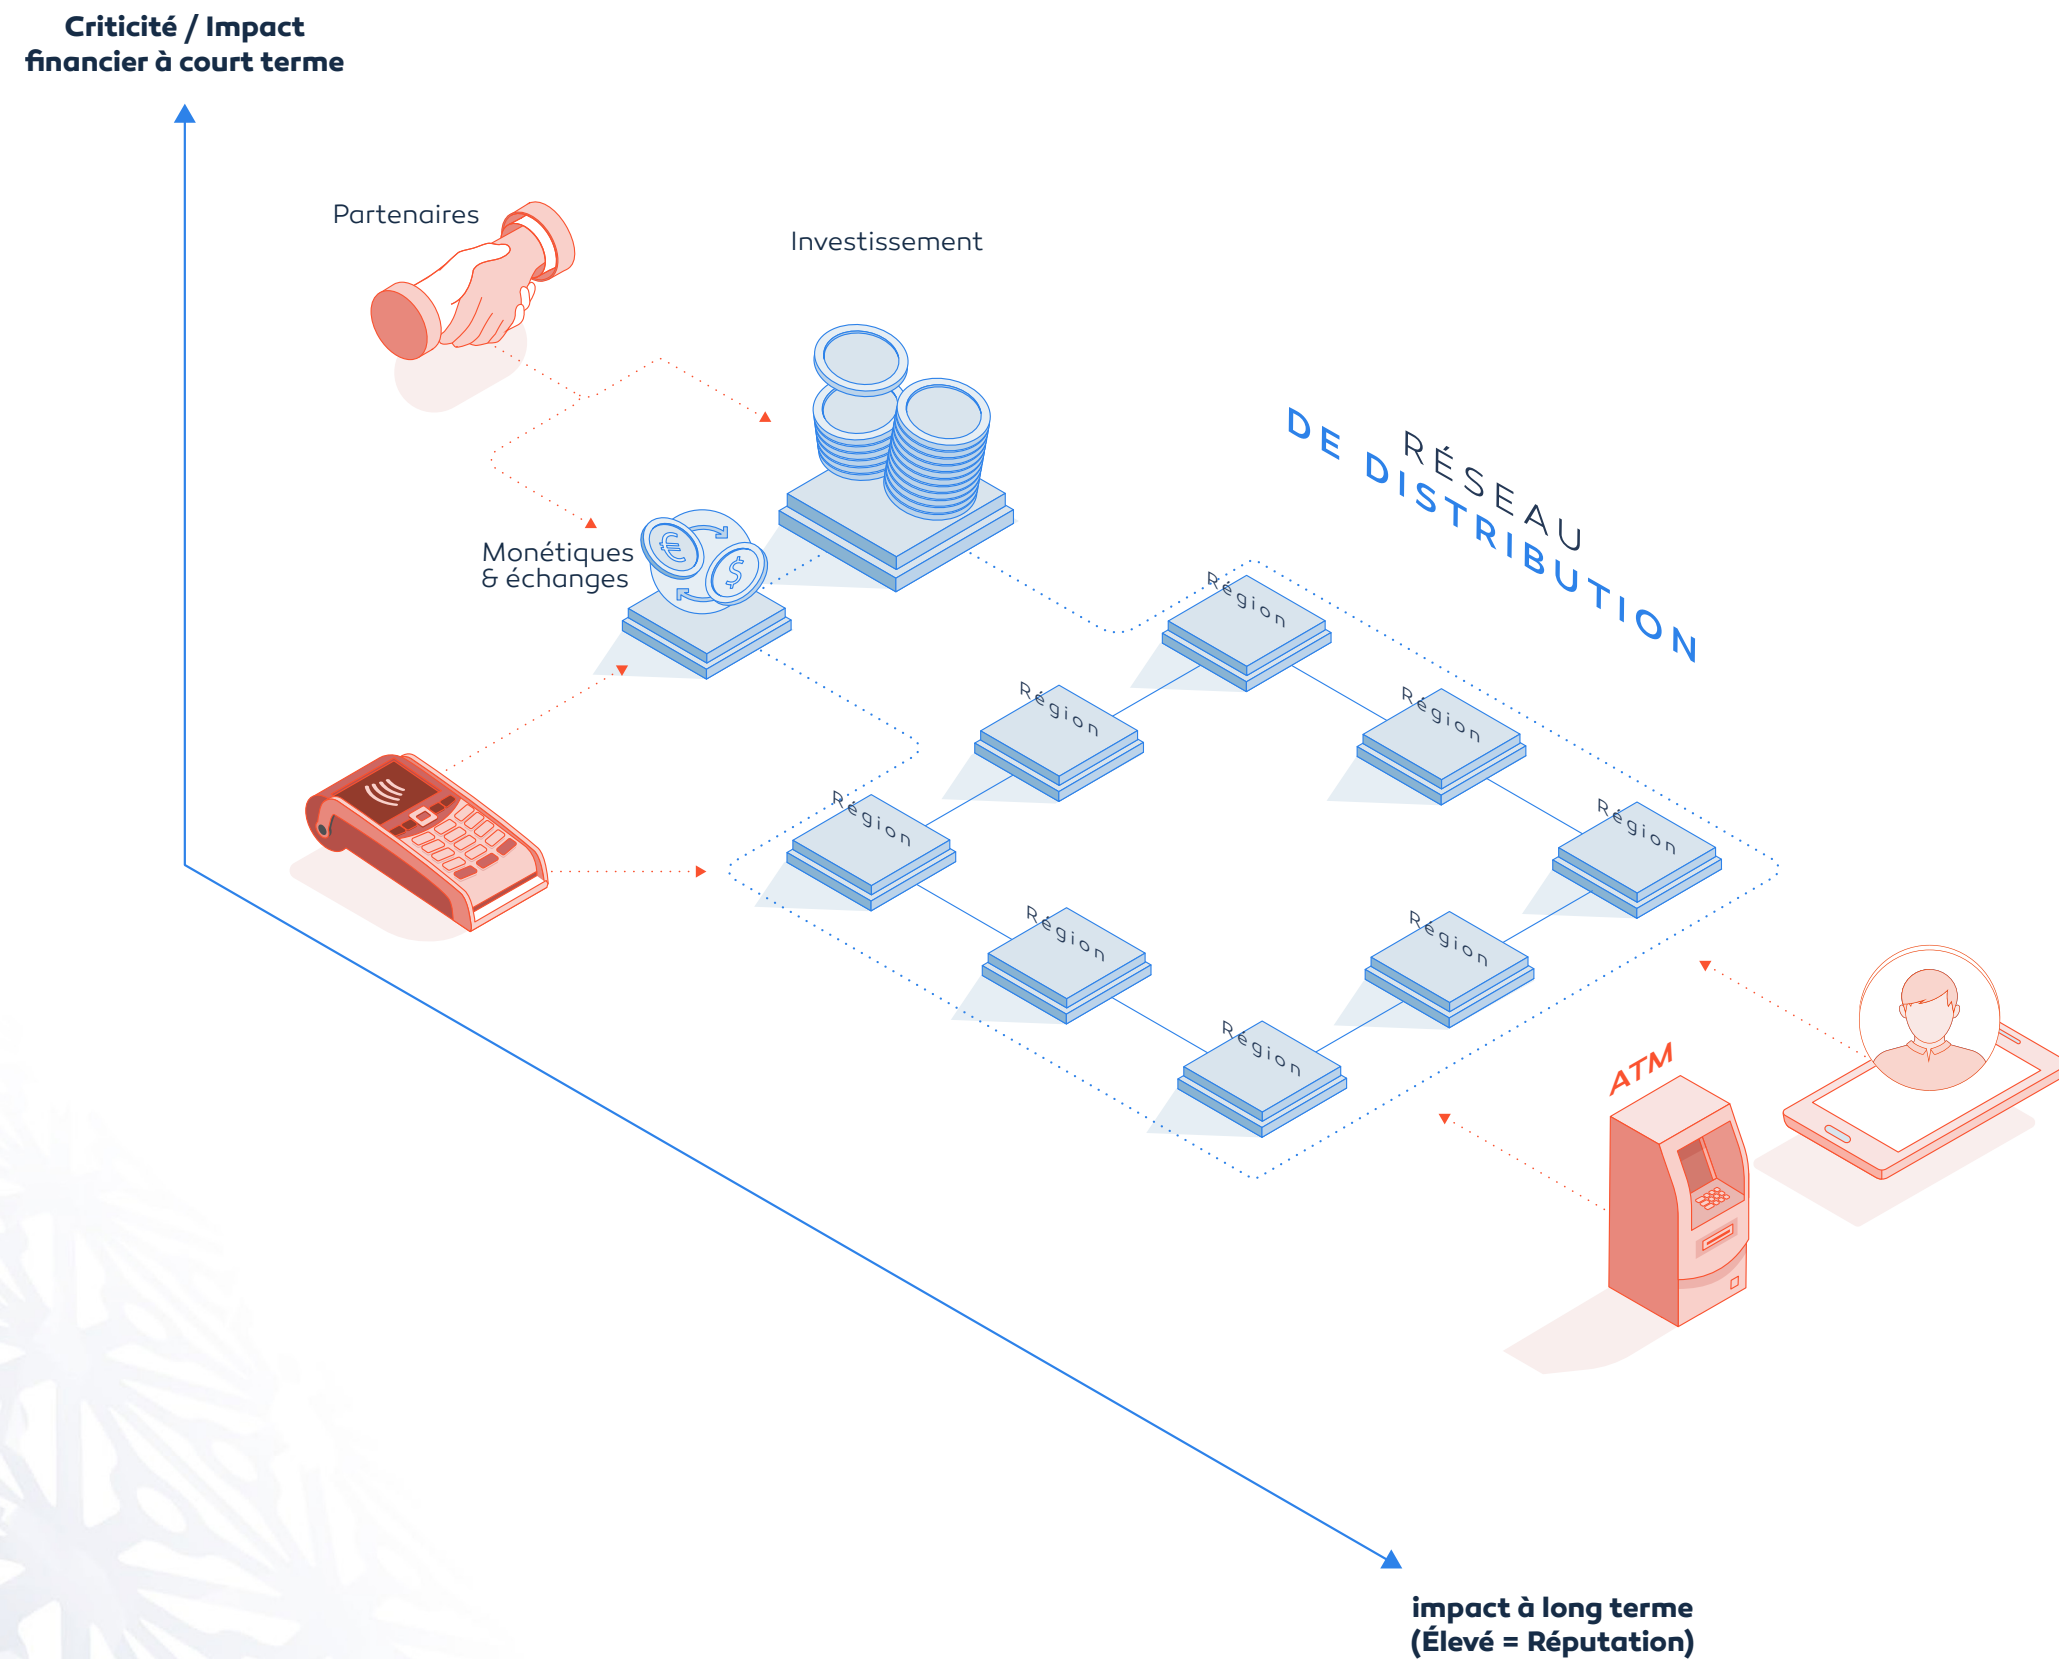 Criticité / Impact
financier à court terme
Partenaires
Investissement
RÉSEAU
DE DISTRIBUTION
Monétiques
& échanges
€
$
Région
Région
Région
Région
Région
Région
Région
Région
ATM
impact à long terme
(Élevé = Réputation)